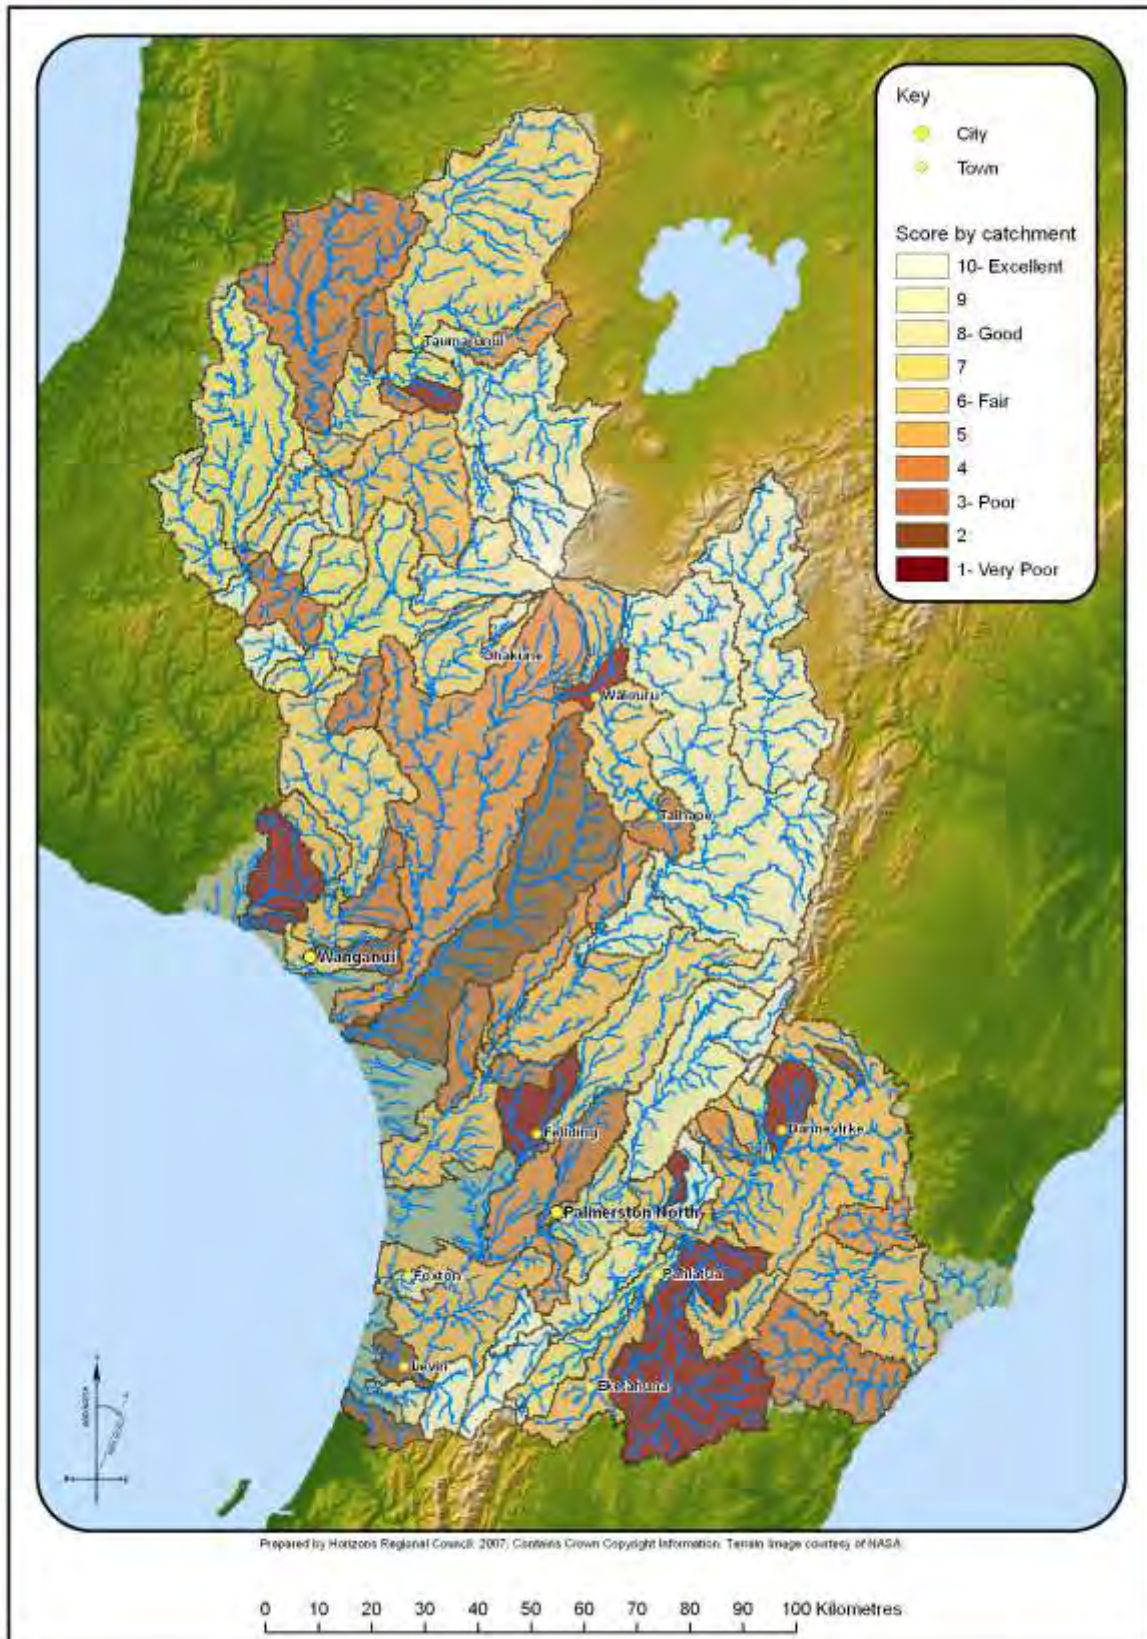 Key
City
Town
Score by catchment
10- Excellent
9
8- Good
7
6- Fair
5
4
3- Poor
2
1- Very Poor
Taumarunui
Ohakune
Waiouru
Taihape
Wanganui
Dannevirke
Feilding
Palmerston North
Pahiatua
Foxton
Levin
Eketahuna
Prepared by Horizons Regional Council, 2007, Contains Crown Copyright Information. Terrain Image courtesy of NASA.
0 10 20 30 40 50 60 70 80 90 100 Kilometres